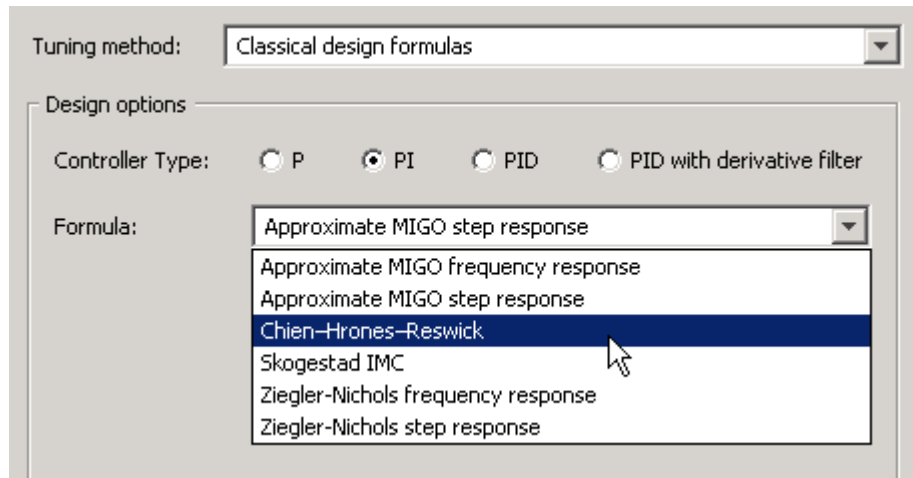 Tuning method: Classical design formulas
Design options
Controller Type: P PI PID PID with derivative filter
Formula: Approximate MIGO step response
Approximate MIGO frequency response
Approximate MIGO step response
Chien–Hrones–Reswick
Skogestad IMC
Ziegler-Nichols frequency response
Ziegler-Nichols step response